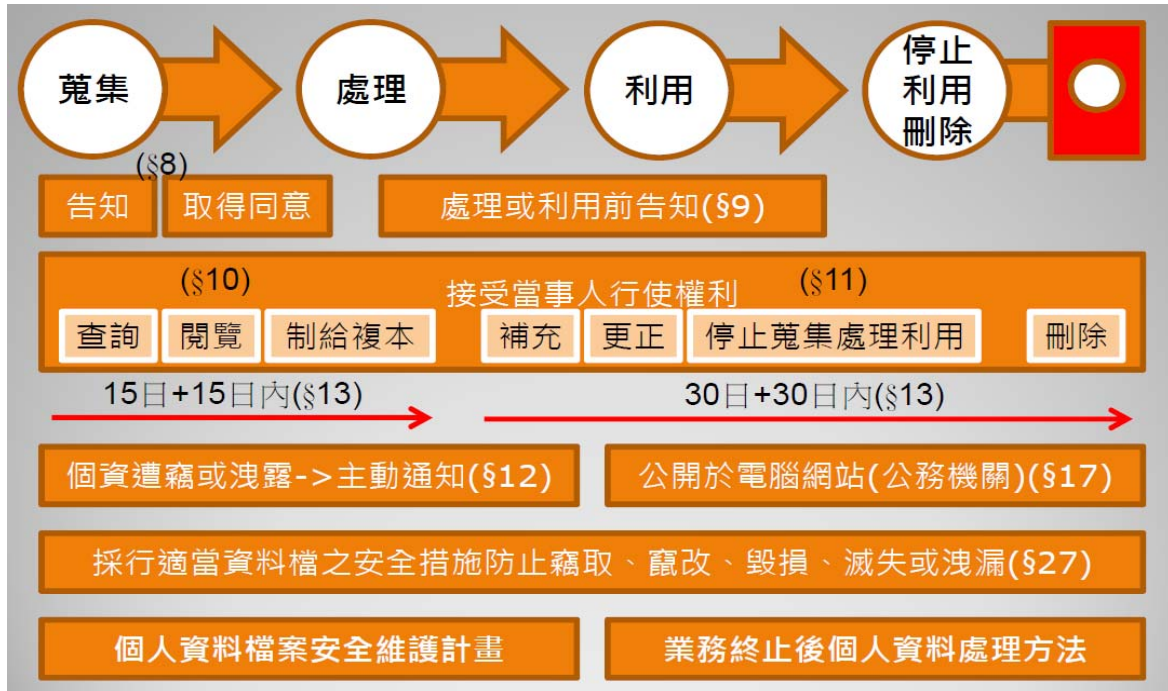 蒐集
處理
利用
停止
利用
刪除
(§8)
告知
取得同意
處理或利用前告知(§9)
(§10)
接受當事人行使權利
(§11)
查詢
閱覽
制給複本
補充
更正
停止蒐集處理利用
刪除
15日+15日內(§13)
30日+30日內(§13)
個資遭竊或洩露->主動通知(§12)
公開於電腦網站(公務機關)(§17)
採行適當資料檔之安全措施防止竊取、竄改、毀損、滅失或洩漏(§27)
個人資料檔案安全維護計畫
業務終止後個人資料處理方法